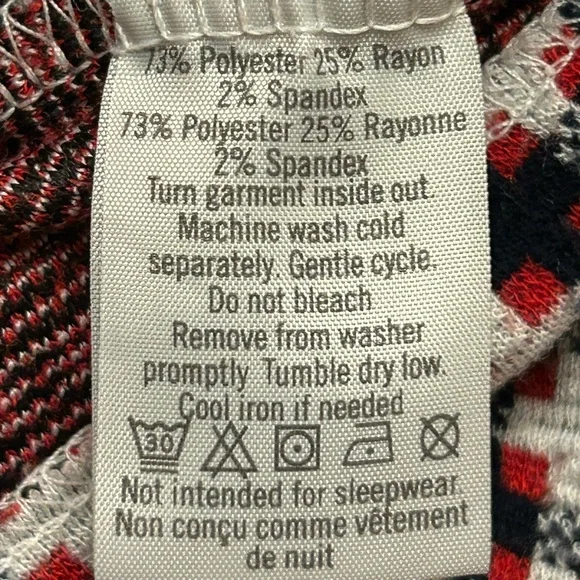 73% Polyester 25% Rayon
2% Spandex
73% Polyester 25% Rayonne
2% Spandex
Turn garment inside out.
Machine wash cold
separately. Gentle cycle.
Do not bleach
Remove from washer
promptly. Tumble dry low.
Cool iron if needed
30
Not intended for sleepwear.
Non conçu comme vêtement
de nuit